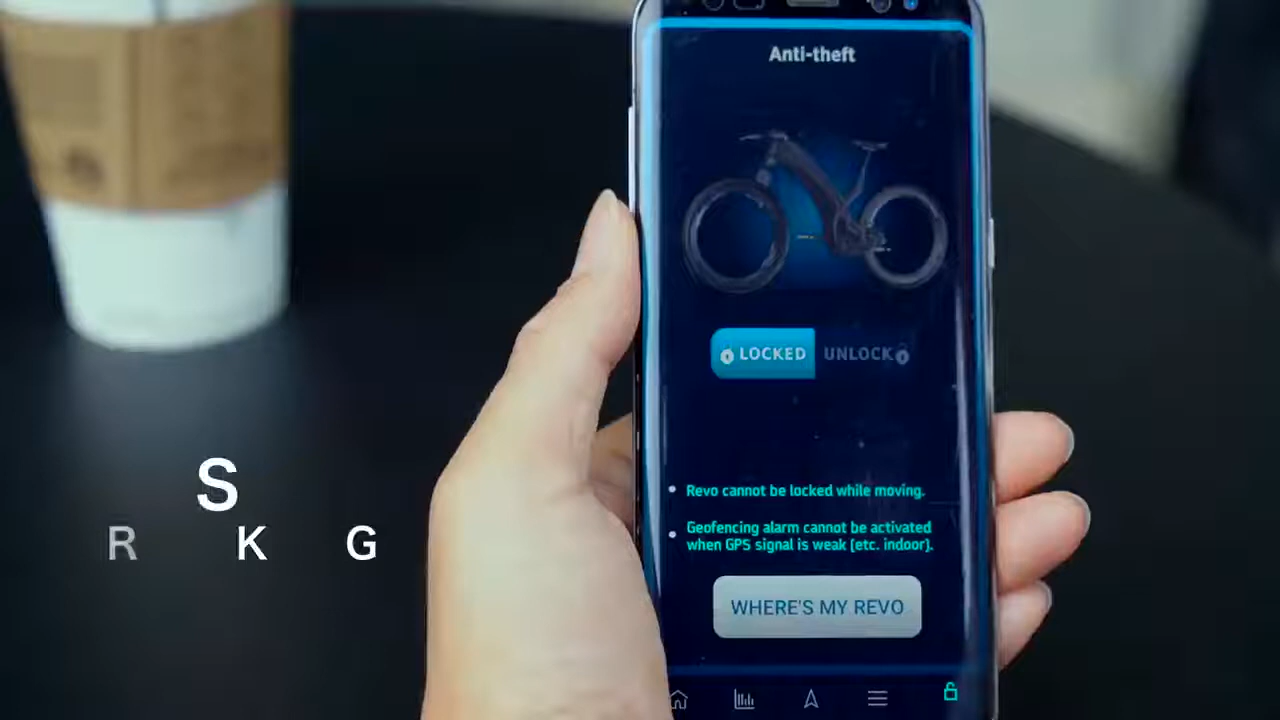 Anti-theft
LOCKED UNLOCK
Revo cannot be locked while moving.
Geofencing alarm cannot be activated
when GPS signal is weak (etc. indoor).
WHERE'S MY REVO
S
R K G